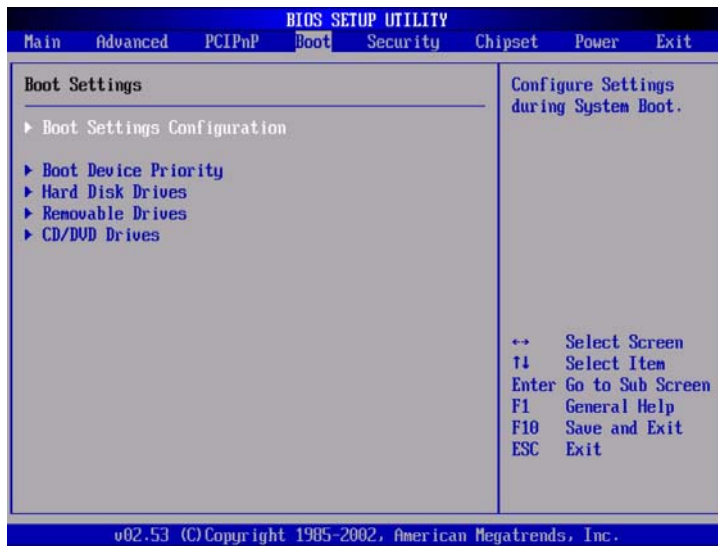 BIOS SETUP UTILITY
Main Advanced PCIPnP Boot Security Chipset Power Exit
Boot Settings
▶ Boot Settings Configuration
▶ Boot Device Priority
▶ Hard Disk Drives
▶ Removable Drives
▶ CD/DVD Drives
Configure Settings
during System Boot.
↔ Select Screen
↑↓ Select Item
Enter Go to Sub Screen
F1 General Help
F10 Save and Exit
ESC Exit
v02.53 (C)Copyright 1985-2002, American Megatrends, Inc.